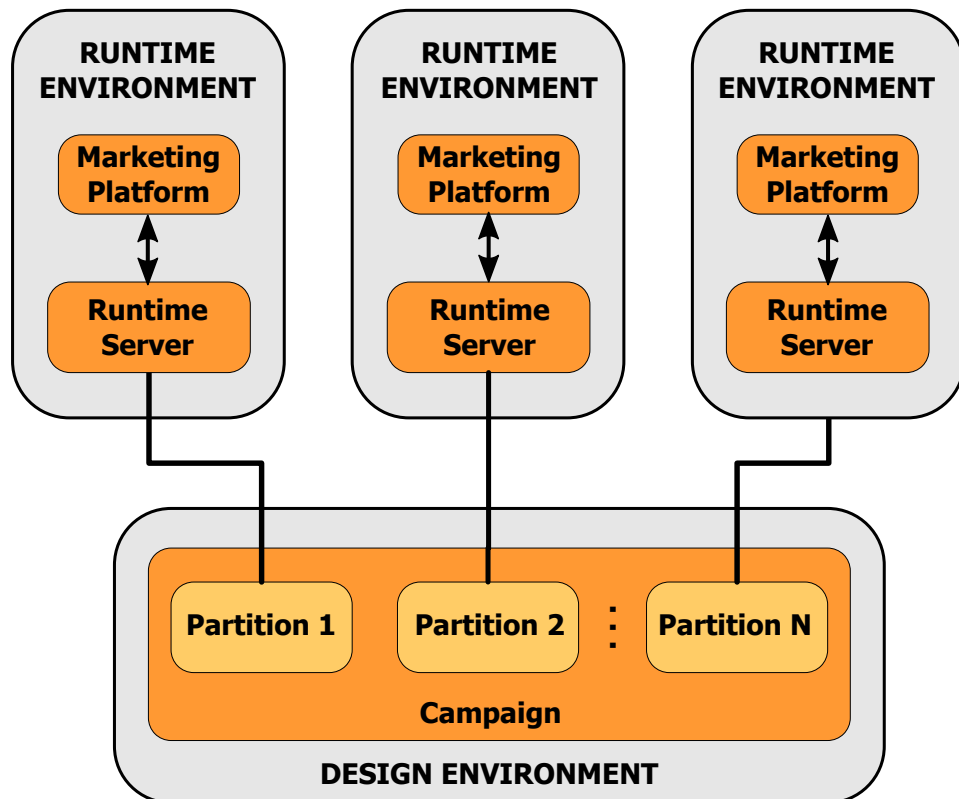 RUNTIME
ENVIRONMENT
Marketing
Platform
Runtime
Server
RUNTIME
ENVIRONMENT
Marketing
Platform
Runtime
Server
RUNTIME
ENVIRONMENT
Marketing
Platform
Runtime
Server
Partition 1
Partition 2
Partition N
Campaign
DESIGN ENVIRONMENT